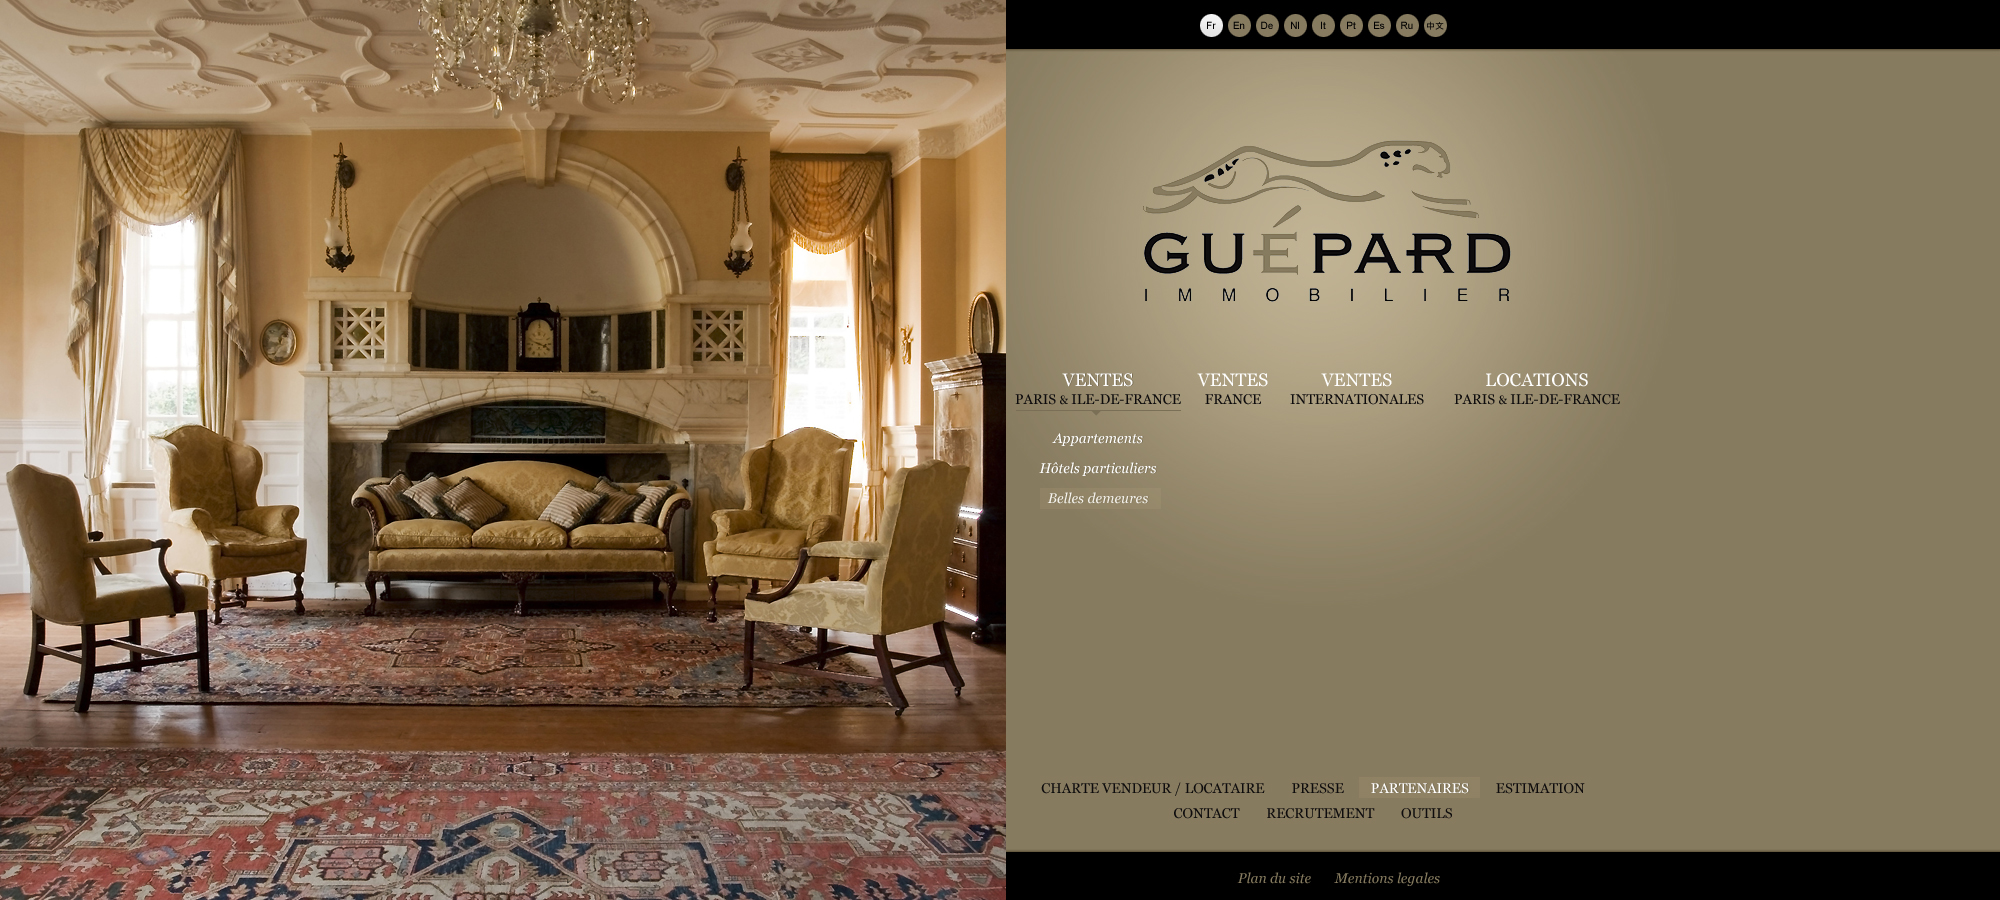 Fr En De Nl It Pt Es Ru 中文
GUÉPARD
IMMOBILIER
VENTES
PARIS & ILE-DE-FRANCE
VENTES
FRANCE
VENTES
INTERNATIONALES
LOCATIONS
PARIS & ILE-DE-FRANCE
Appartements
Hôtels particuliers
Belles demeures
CHARTE VENDEUR / LOCATAIRE PRESSE PARTENAIRES ESTIMATION
CONTACT RECRUTEMENT OUTILS
Plan du site Mentions legales